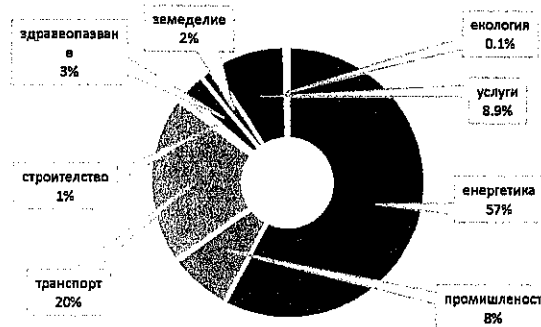 земеделие
2%
здравеопазван
е
3%
строителство
1%
транспорт
20%
екология
0.1%
услуги
8.9%
енергетика
57%
промишленост
8%